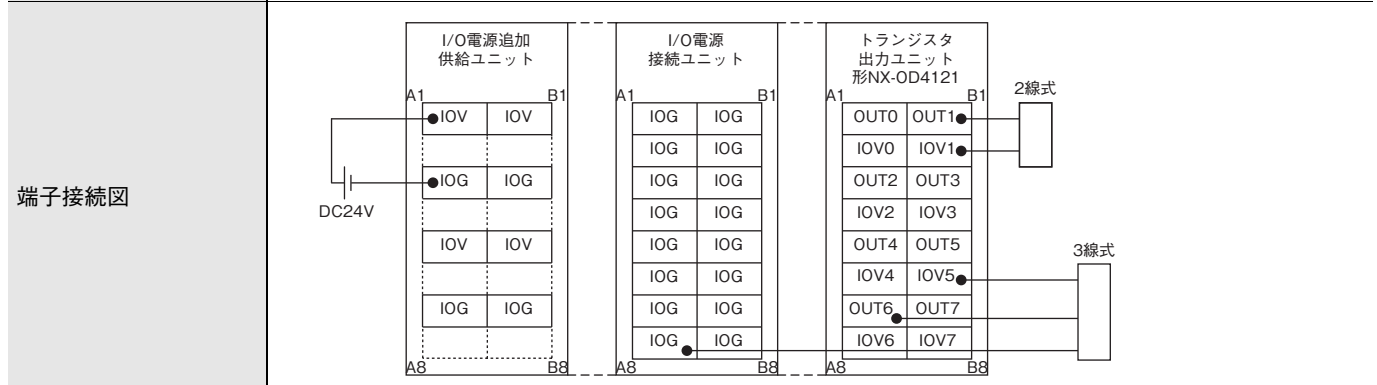 端子接続図
I/O電源追加
供給ユニット
A1 B1
IOV IOV
IOG IOG
IOV IOV
IOG IOG
A8 B8
DC24V
I/O電源
接続ユニット
A1 B1
IOG IOG
IOG IOG
IOG IOG
IOG IOG
IOG IOG
IOG IOG
IOG IOG
IOG IOG
A8 B8
トランジスタ
出力ユニット
形NX-OD4121
A1 B1
OUT0 OUT1
IOV0 IOV1
OUT2 OUT3
IOV2 IOV3
OUT4 OUT5
IOV4 IOV5
OUT6 OUT7
IOV6 IOV7
A8 B8
2線式
3線式